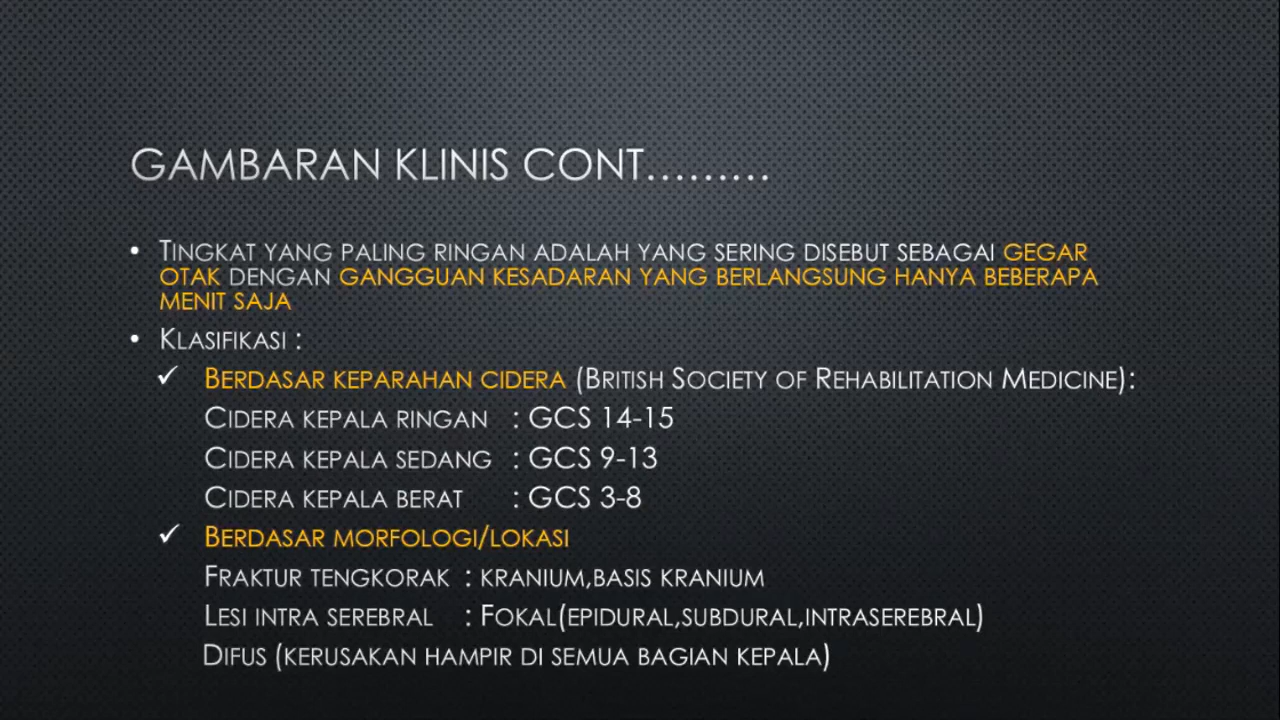 GAMBARAN KLINIS CONT.........
• TINGKAT YANG PALING RINGAN ADALAH YANG SERING DISEBUT SEBAGAI GEGAR
OTAK DENGAN GANGGUAN KESADARAN YANG BERLANGSUNG HANYA BEBERAPA
MENIT SAJA
• KLASIFIKASI :
✓ BERDASAR KEPARAHAN CIDERA (BRITISH SOCIETY OF REHABILITATION MEDICINE):
CIDERA KEPALA RINGAN : GCS 14-15
CIDERA KEPALA SEDANG : GCS 9-13
CIDERA KEPALA BERAT : GCS 3-8
✓ BERDASAR MORFOLOGI/LOKASI
FRAKTUR TENGKORAK : KRANIUM,BASIS KRANIUM
LESI INTRA SEREBRAL : FOKAL(EPIDURAL,SUBDURAL,INTRASEREBRAL)
DIFUS (KERUSAKAN HAMPIR DI SEMUA BAGIAN KEPALA)